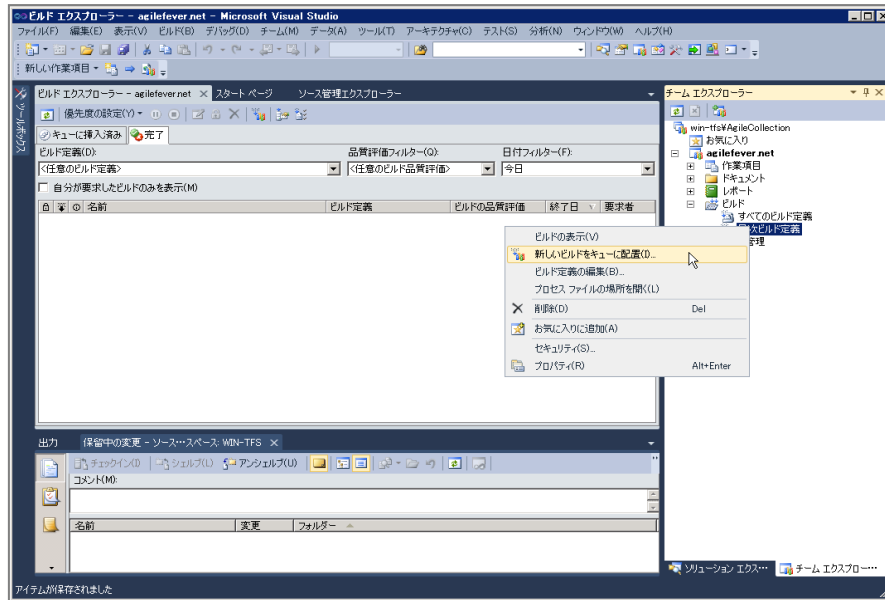 ビルド エクスプローラー - agilefever.net - Microsoft Visual Studio
ファイル(F) 編集(E) 表示(V) ビルド(B) デバッグ(D) チーム(M) データ(A) ツール(T) アーキテクチャ(C) テスト(S) 分析(N) ウィンドウ(W) ヘルプ(H)
新しい作業項目
ツールボックス
ビルド エクスプローラー - agilefever.net スタート ページ ソース管理エクスプローラー
優先度の設定(Y)
キューに挿入済み 完了
ビルド定義(D): 品質評価フィルター(Q): 日付フィルター(F):
<任意のビルド定義> <任意のビルド品質評価> 今日
自分が要求したビルドのみを表示(M)
名前 ビルド定義 ビルドの品質評価 終了日 要求者
ビルドの表示(V)
新しいビルドをキューに配置(I)...
ビルド定義の編集(B)...
プロセス ファイルの場所を開く(L)
削除(D) Del
お気に入りに追加(A)
セキュリティ(S)...
プロパティ(R) Alt+Enter
チーム エクスプローラー
win-tfs¥AgileCollection
お気に入り
agilefever.net
作業項目
ドキュメント
レポート
ビルド
すべてのビルド定義
次ビルド定義
管理
出力 保留中の変更 - ソース…スペース: WIN-TFS
チェックイン(I) シェルブ(L) アンシェルブ(U)
コメント(M):
名前 変更 フォルダー
ソリューション エクス… チーム エクスプロー…
アイテムが保存されました